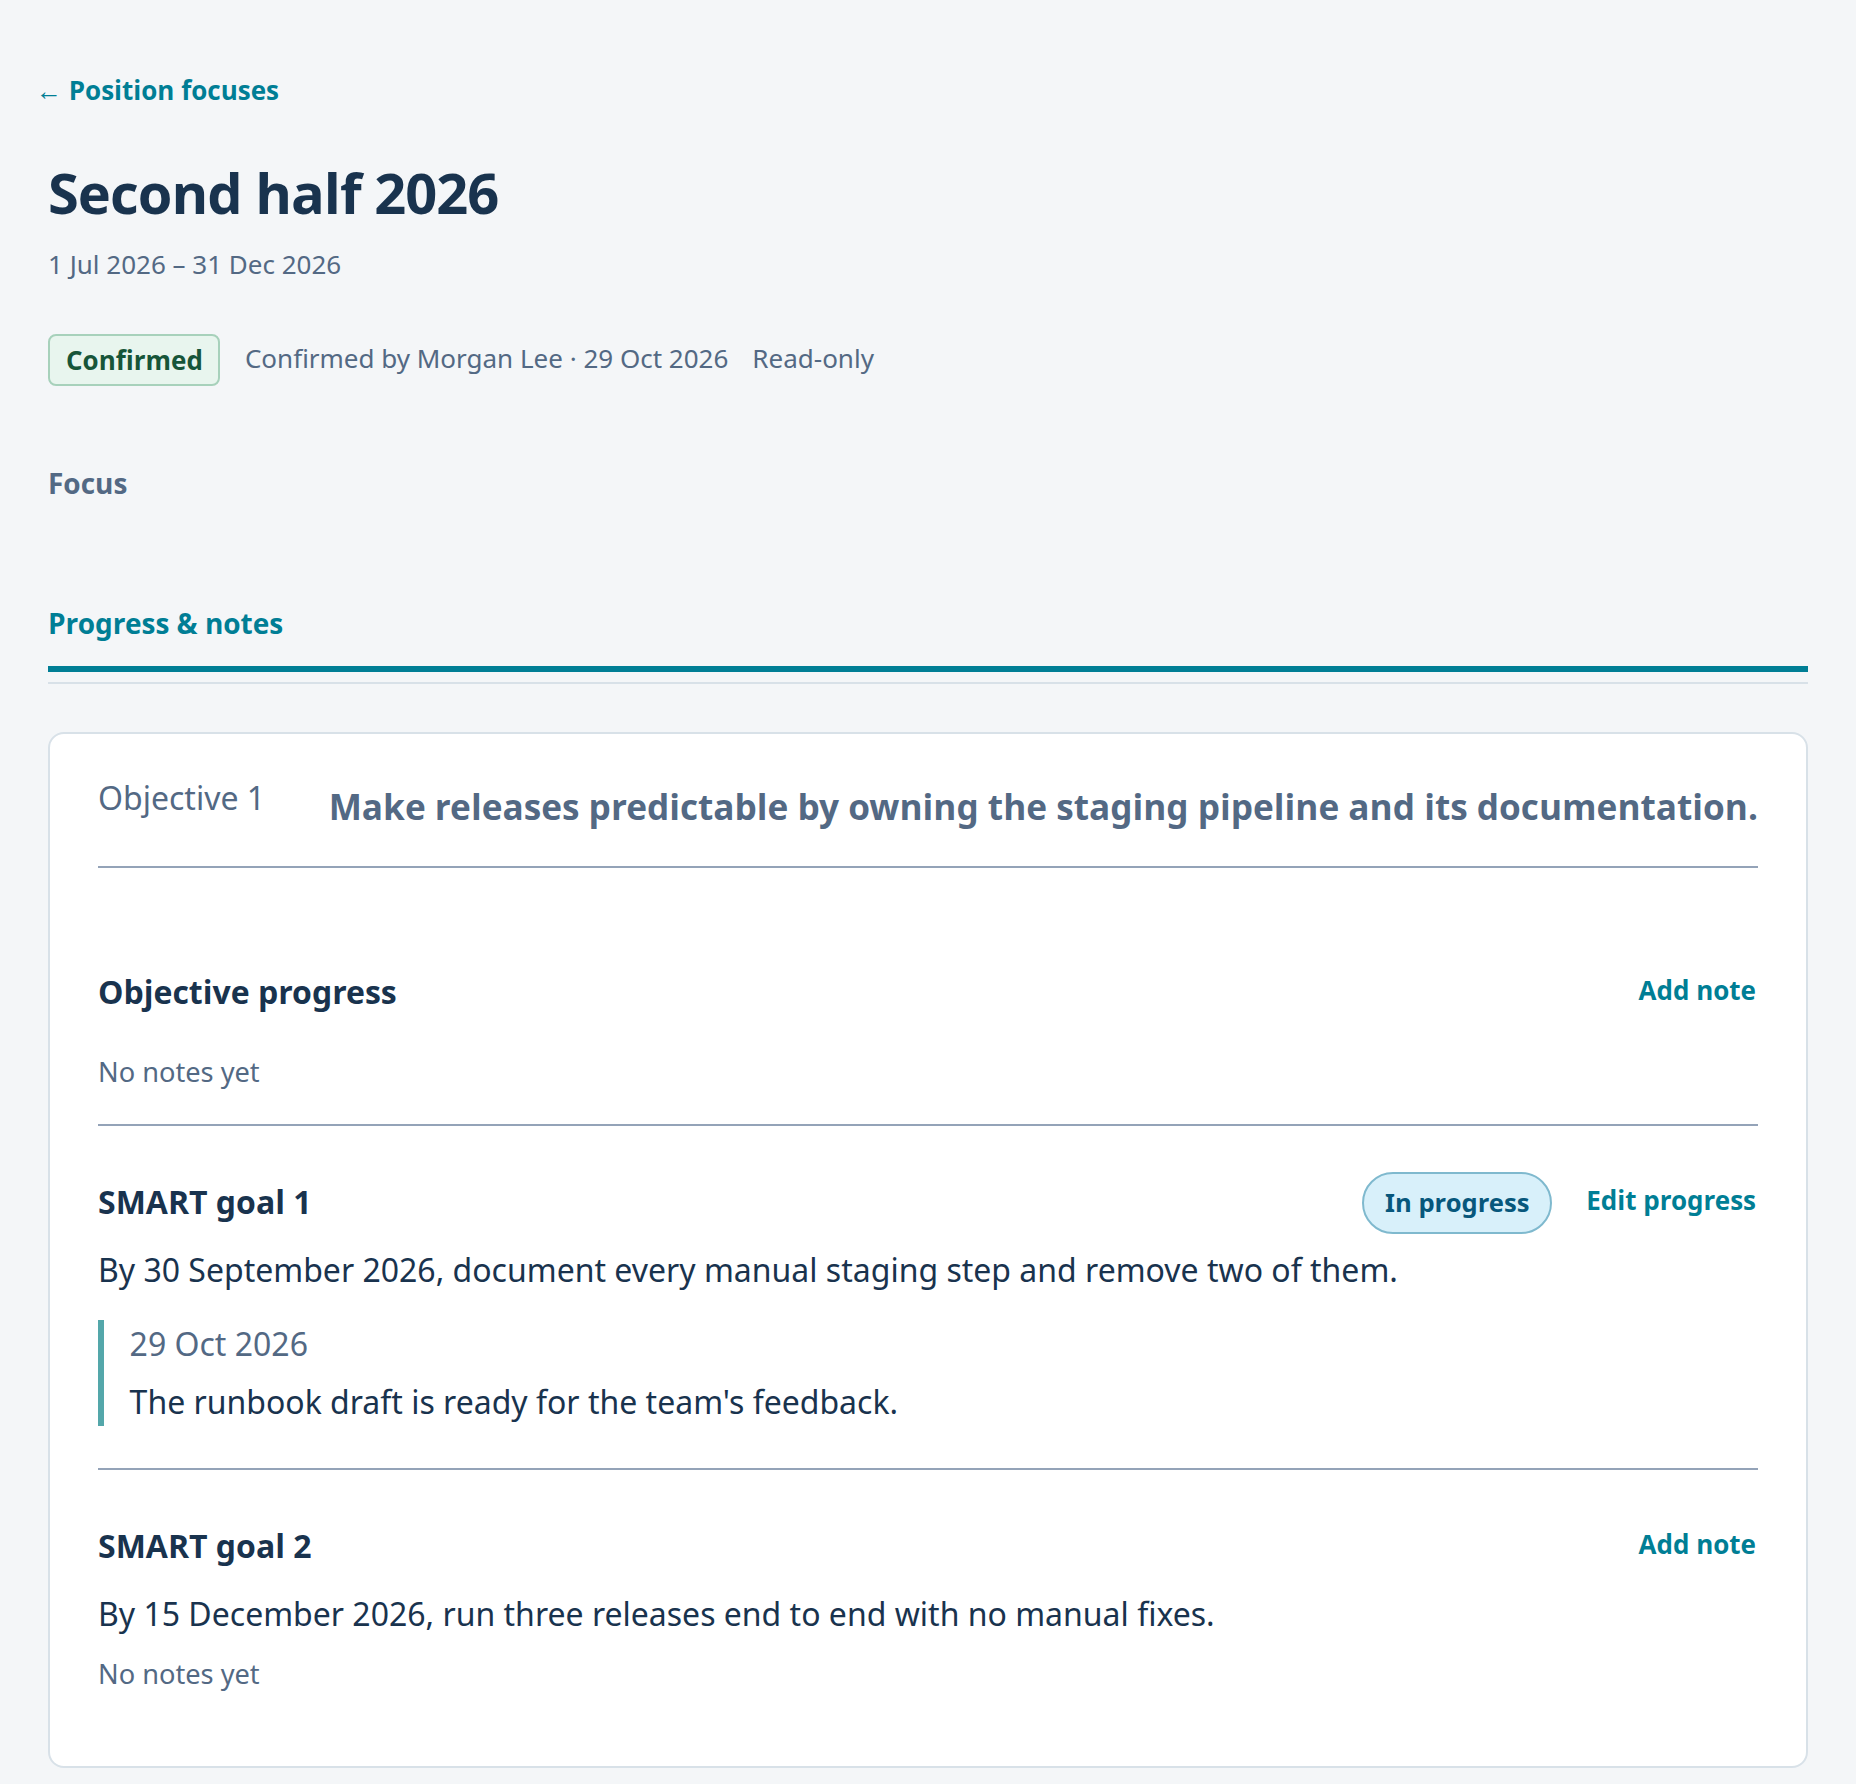 ← Position focuses
Second half 2026
1 Jul 2026 – 31 Dec 2026
Confirmed Confirmed by Morgan Lee · 29 Oct 2026 Read-only
Focus
Progress & notes
Objective 1 Make releases predictable by owning the staging pipeline and its documentation.
Objective progress Add note
No notes yet
SMART goal 1 In progress Edit progress
By 30 September 2026, document every manual staging step and remove two of them.
29 Oct 2026
The runbook draft is ready for the team's feedback.
SMART goal 2 Add note
By 15 December 2026, run three releases end to end with no manual fixes.
No notes yet